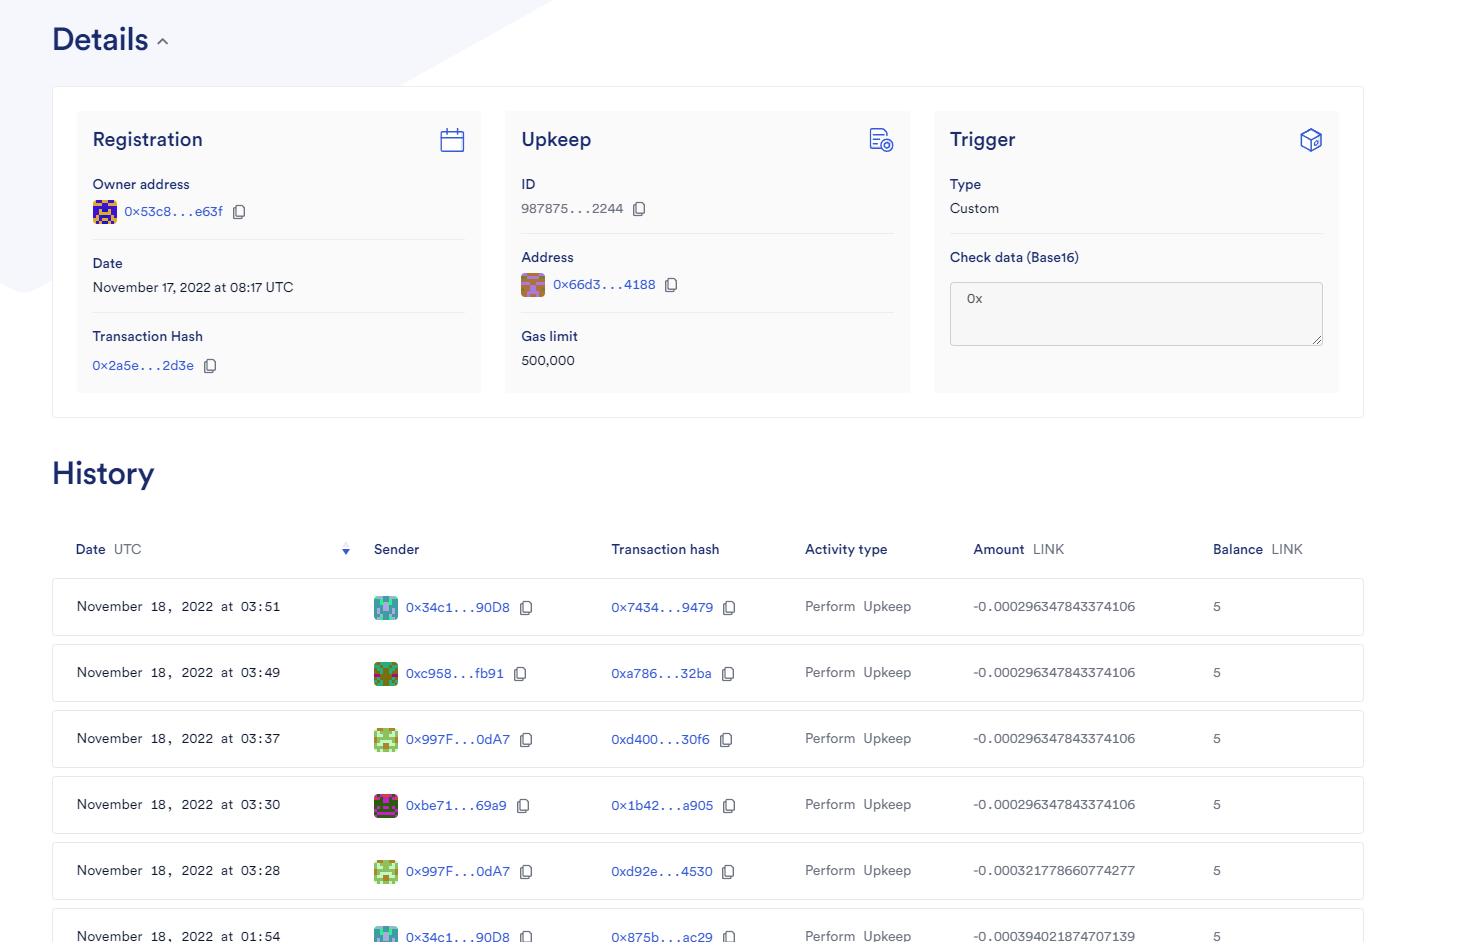 Details
Registration
Owner address
0x53c8...e63f
Date
November 17, 2022 at 08:17 UTC
Transaction Hash
0x2a5e...2d3e
Upkeep
ID
987875...2244
Address
0x66d3...4188
Gas limit
500,000
Trigger
Type
Custom
Check data (Base16)
0x
History
Date UTC Sender Transaction hash Activity type Amount LINK Balance LINK
November 18, 2022 at 03:51 0x34c1...90D8 0x7434...9479 Perform Upkeep -0.000296347843374106 5
November 18, 2022 at 03:49 0xc958...fb91 0xa786...32ba Perform Upkeep -0.000296347843374106 5
November 18, 2022 at 03:37 0x997F...0dA7 0xd400...30f6 Perform Upkeep -0.000296347843374106 5
November 18, 2022 at 03:30 0xbe71...69a9 0x1b42...a905 Perform Upkeep -0.000296347843374106 5
November 18, 2022 at 03:28 0x997F...0dA7 0xd92e...4530 Perform Upkeep -0.000321778660774277 5
November 18, 2022 at 01:54 0x34c1...90D8 0x875b...ac29 Perform Upkeep -0.000394021874707139 5